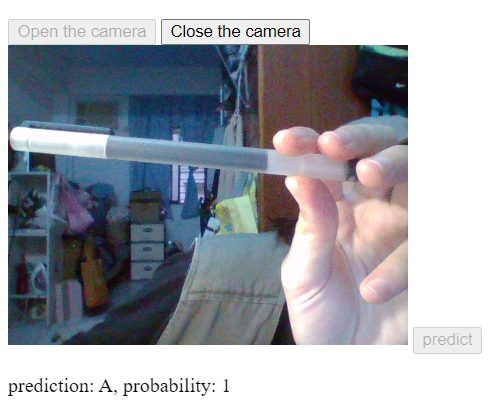 Open the camera Close the camera
predict
prediction: A, probability: 1